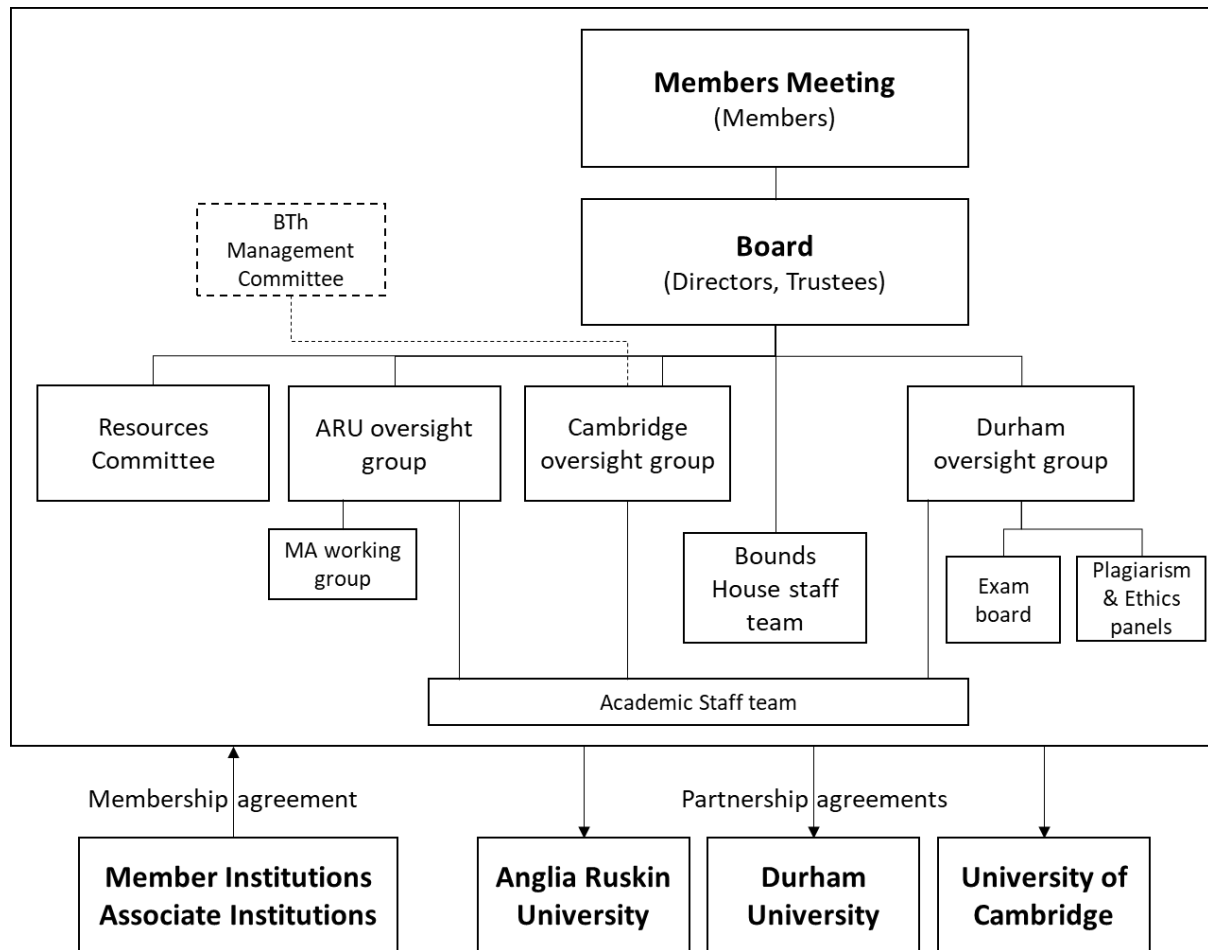 Members Meeting
(Members)
BTh
Management
Committee
Board
(Directors, Trustees)
Resources
Committee
ARU oversight
group
Cambridge
oversight group
Durham
oversight group
MA working
group
Bounds
House staff
team
Exam
board
Plagiarism
& Ethics
panels
Academic Staff team
Membership agreement
Partnership agreements
Member Institutions
Associate Institutions
Anglia Ruskin
University
Durham
University
University of
Cambridge